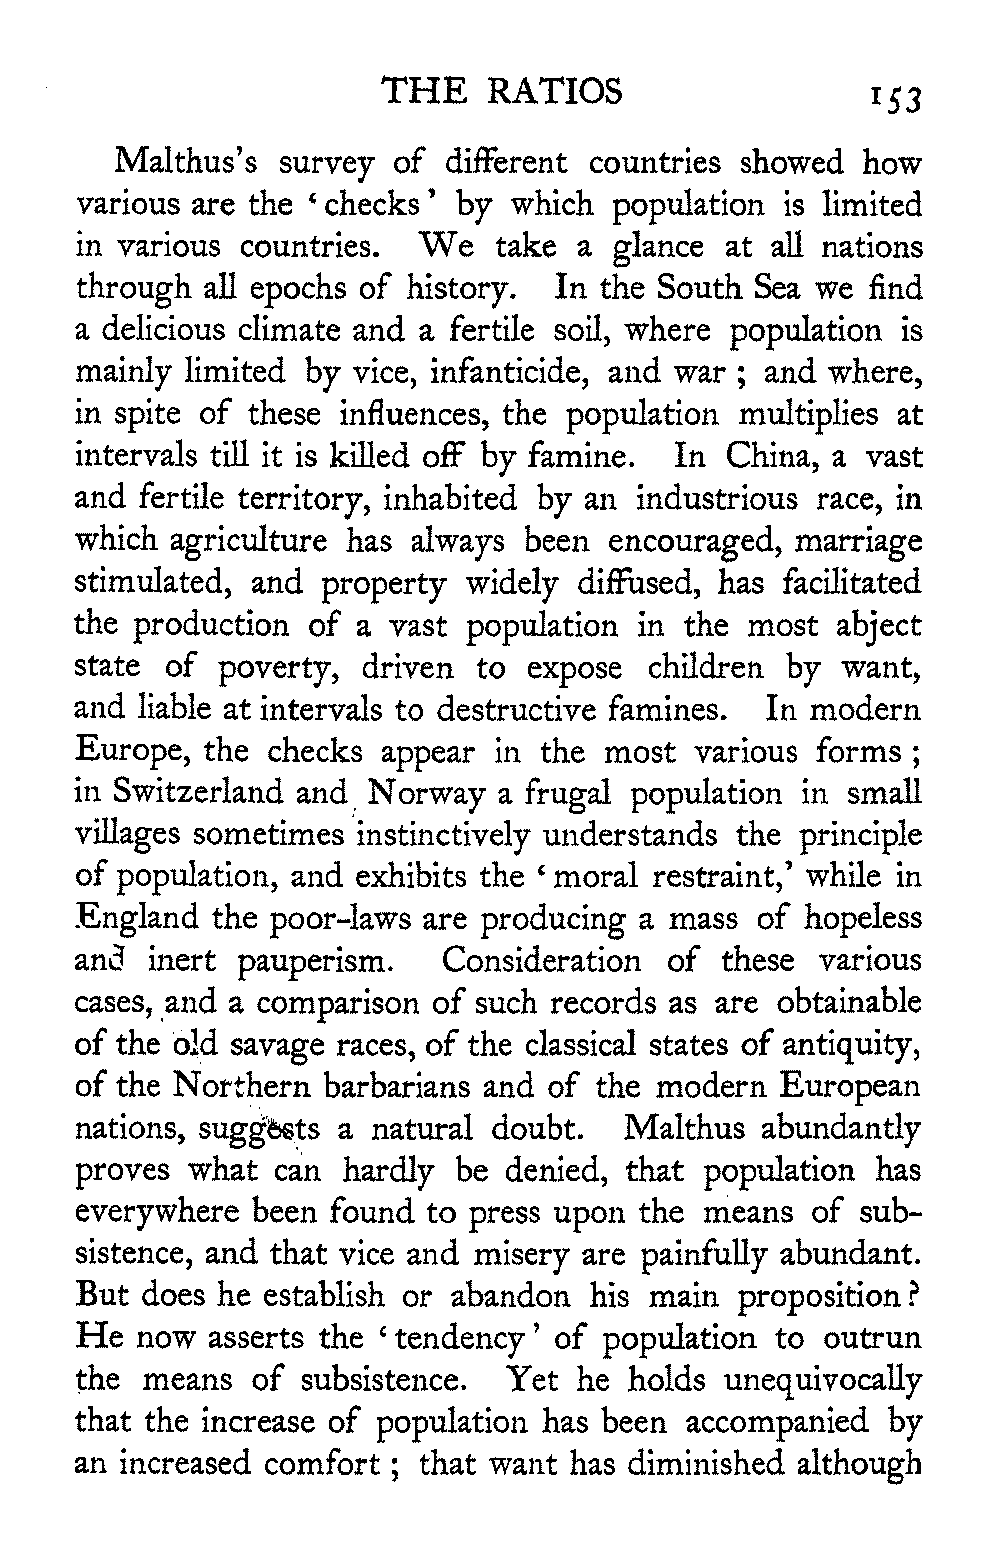 THE RATIOS 153
Malthus's survey of different countries showed how
various are the ‘ checks ’ by which population is limited
in various countries. We take a glance at all nations
through all epochs of history. In the South Sea we find
a delicious climate and a fertile soil, where population is
mainly limited by vice, infanticide, and war ; and where,
in spite of these influences, the population multiplies at
intervals till it is killed off by famine. In China, a vast
and fertile territory, inhabited by an industrious race, in
which agriculture has always been encouraged, marriage
stimulated, and property widely diffused, has facilitated
the production of a vast population in the most abject
state of poverty, driven to expose children by want,
and liable at intervals to destructive famines. In modern
Europe, the checks appear in the most various forms ;
in Switzerland and Norway a frugal population in small
villages sometimes instinctively understands the principle
of population, and exhibits the ‘ moral restraint,’ while in
England the poor-laws are producing a mass of hopeless
and inert pauperism. Consideration of these various
cases, and a comparison of such records as are obtainable
of the old savage races, of the classical states of antiquity,
of the Northern barbarians and of the modern European
nations, suggests a natural doubt. Malthus abundantly
proves what can hardly be denied, that population has
everywhere been found to press upon the means of sub-
sistence, and that vice and misery are painfully abundant.
But does he establish or abandon his main proposition ?
He now asserts the ‘ tendency ’ of population to outrun
the means of subsistence. Yet he holds unequivocally
that the increase of population has been accompanied by
an increased comfort ; that want has diminished although